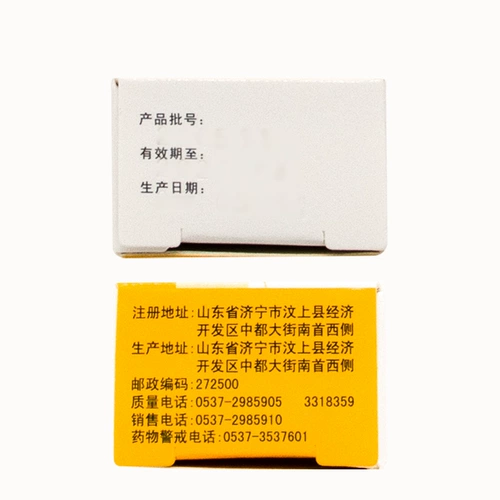 产品批号：
有效期至：
生产日期：
注册地址：山东省济宁市汶上县经济
开发区中都大街南首西侧
生产地址：山东省济宁市汶上县经济
开发区中都大街南首西侧
邮政编码：272500
质量电话：0537-2985905 3318359
销售电话：0537-2985910
药物警戒电话：0537-3537601